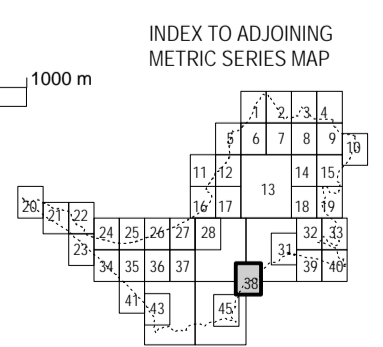 INDEX TO ADJOINING
METRIC SERIES MAP
1000 m
1 2 3 4
5 6 7 8 9 10
11 12 13 14 15
16 17 18 19
20 21 22
23 24 25 26 27 28 31 32 33
34 35 36 37 38 39 40
41 43 45